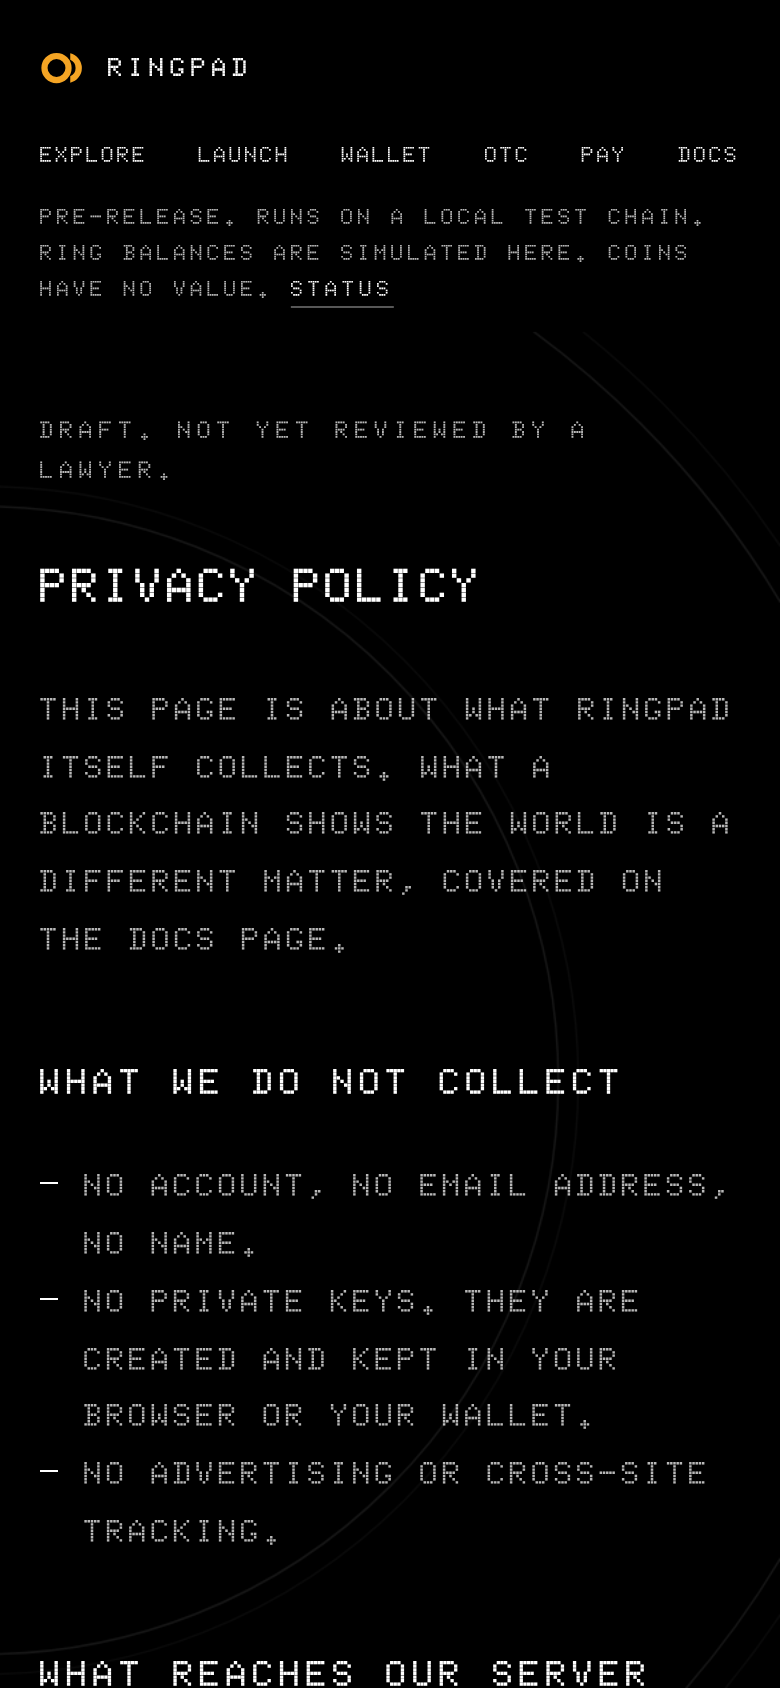 RINGPAD
EXPLORE LAUNCH WALLET OTC PAY DOCS
PRE-RELEASE. RUNS ON A LOCAL TEST CHAIN.
RING BALANCES ARE SIMULATED HERE. COINS
HAVE NO VALUE. STATUS
DRAFT. NOT YET REVIEWED BY A
LAWYER.
PRIVACY POLICY
THIS PAGE IS ABOUT WHAT RINGPAD
ITSELF COLLECTS. WHAT A
BLOCKCHAIN SHOWS THE WORLD IS A
DIFFERENT MATTER, COVERED ON
THE DOCS PAGE.
WHAT WE DO NOT COLLECT
– NO ACCOUNT, NO EMAIL ADDRESS,
NO NAME.
– NO PRIVATE KEYS. THEY ARE
CREATED AND KEPT IN YOUR
BROWSER OR YOUR WALLET.
– NO ADVERTISING OR CROSS-SITE
TRACKING.
WHAT REACHES OUR SERVER